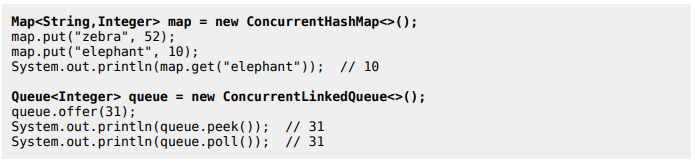 Map<String,Integer> map = new ConcurrentHashMap<>();
map.put("zebra", 52);
map.put("elephant", 10);
System.out.println(map.get("elephant"));  // 10

Queue<Integer> queue = new ConcurrentLinkedQueue<>();
queue.offer(31);
System.out.println(queue.peek());  // 31
System.out.println(queue.poll());  // 31